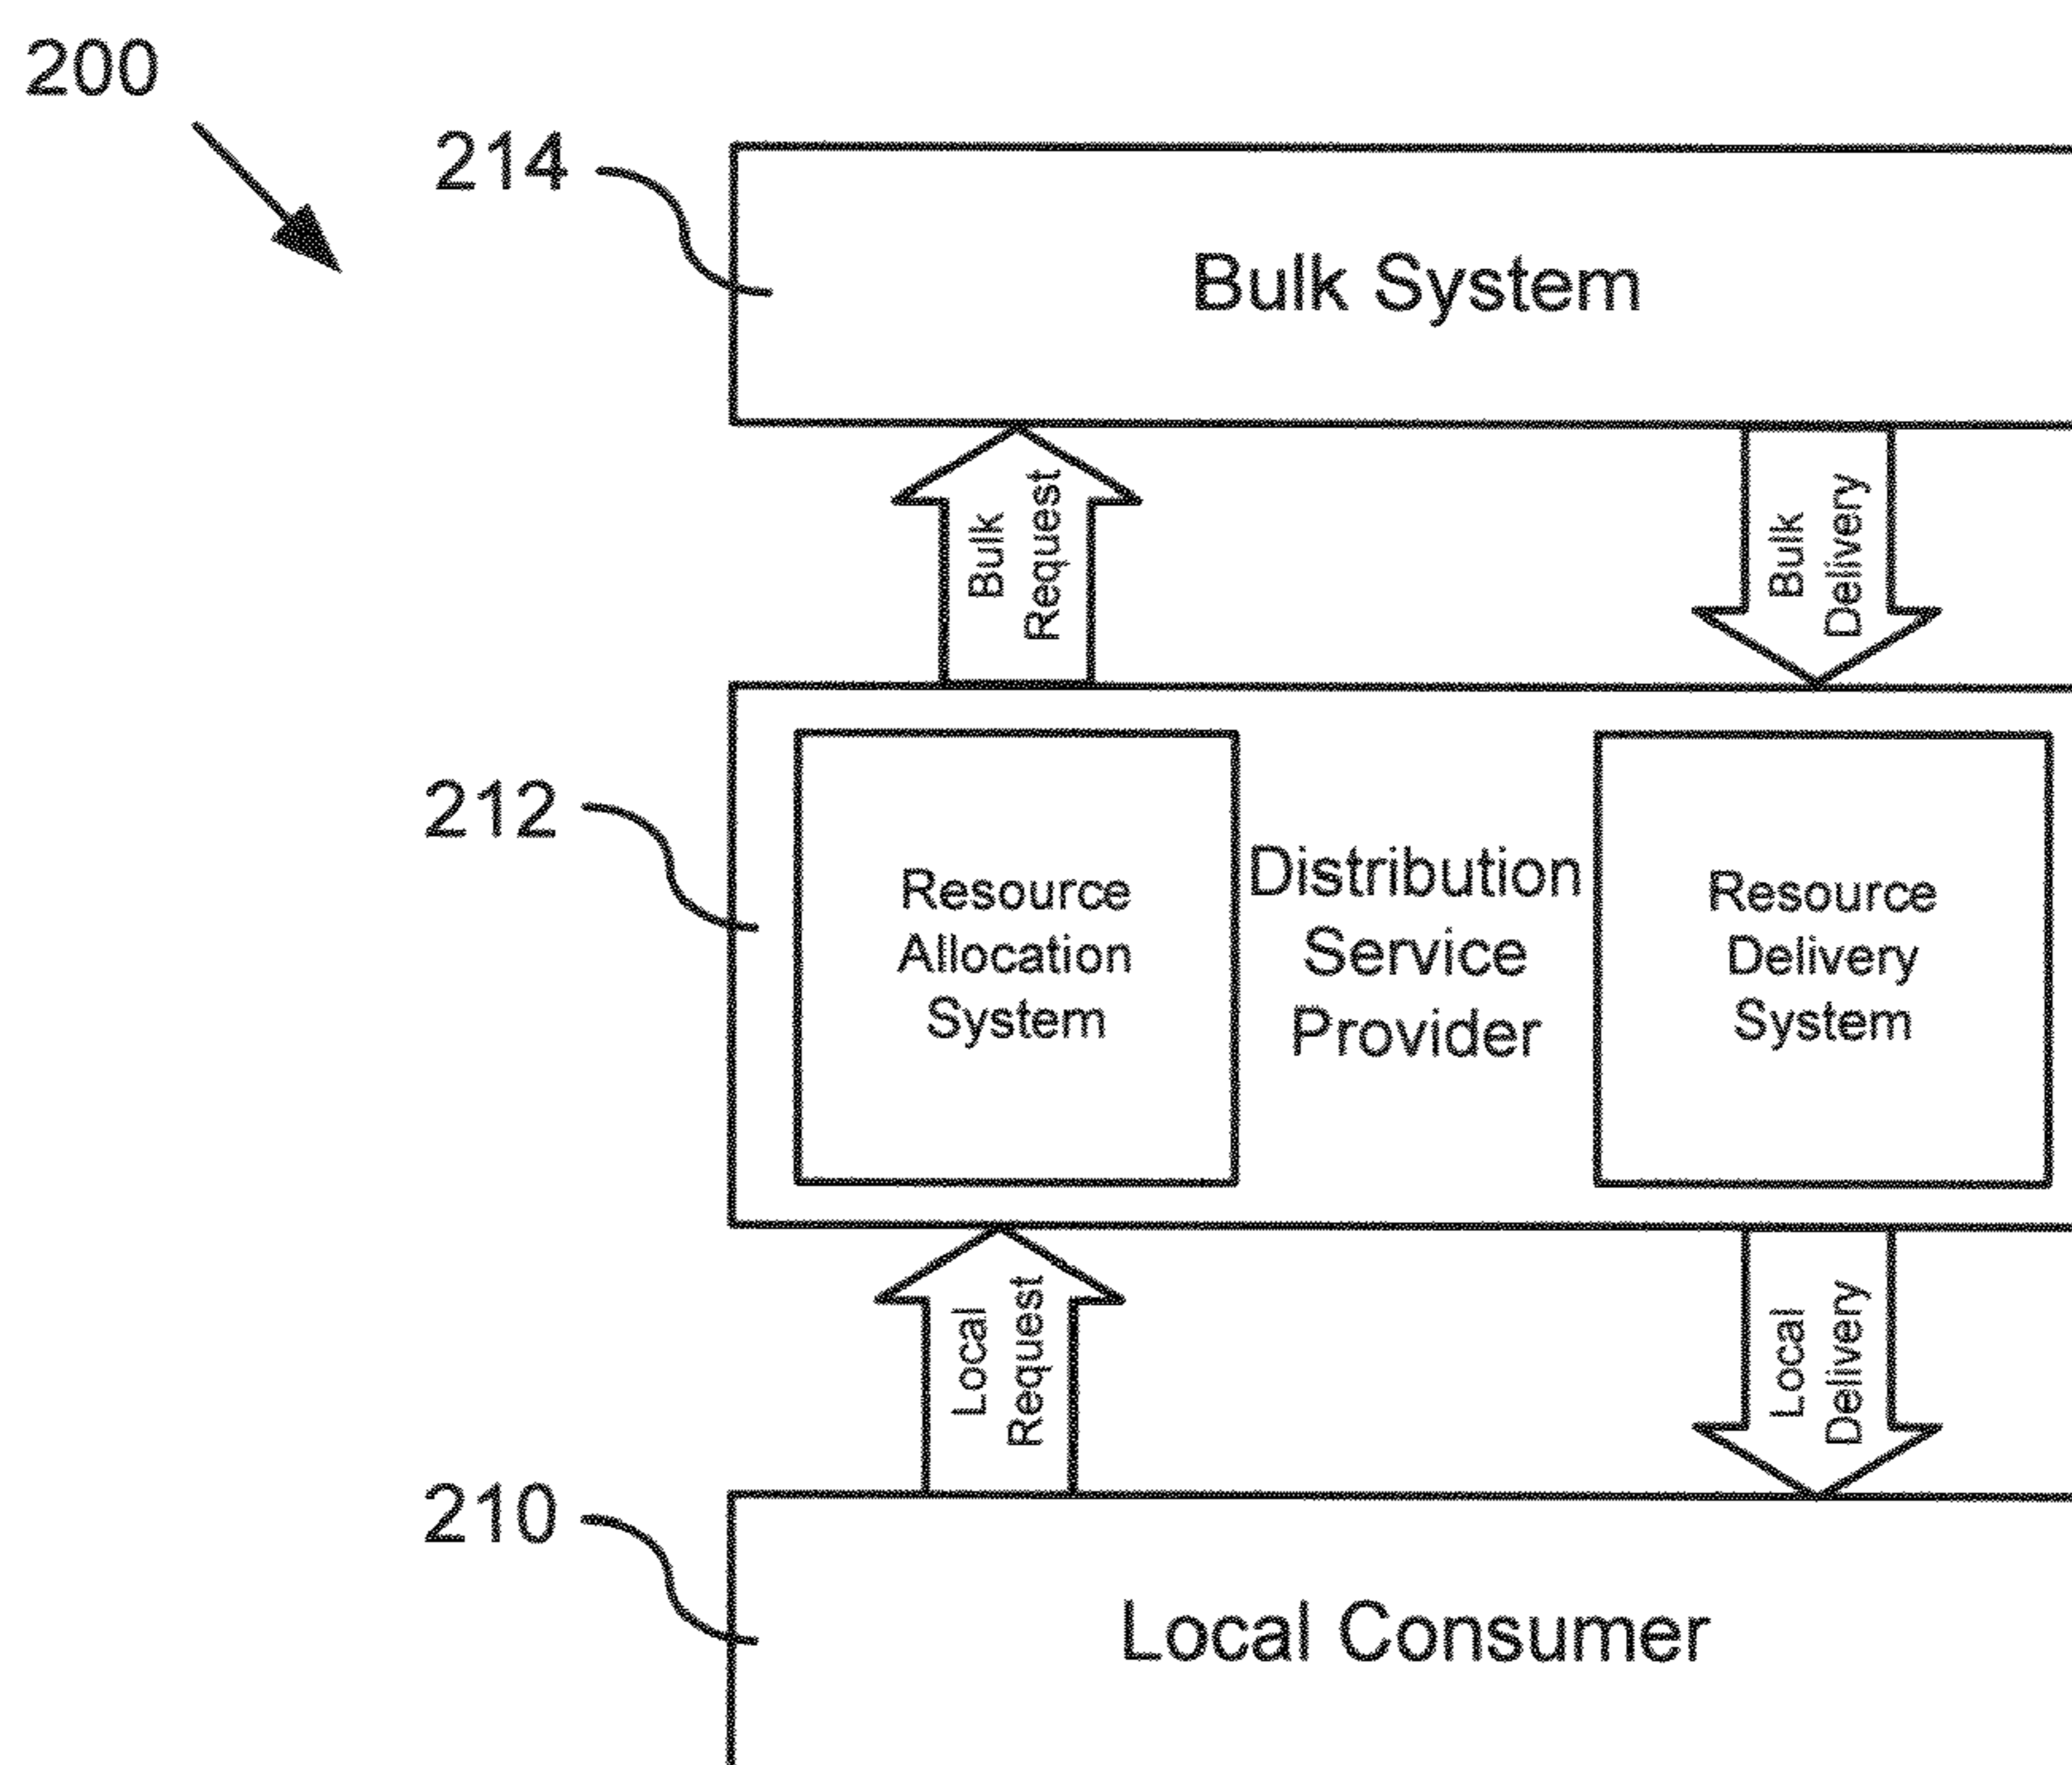 200
214
Bulk System
Bulk
Request
Bulk
Delivery
212
Resource
Allocation
System
Distribution
Service
Provider
Resource
Delivery
System
Local
Request
Local
Delivery
210
Local Consumer